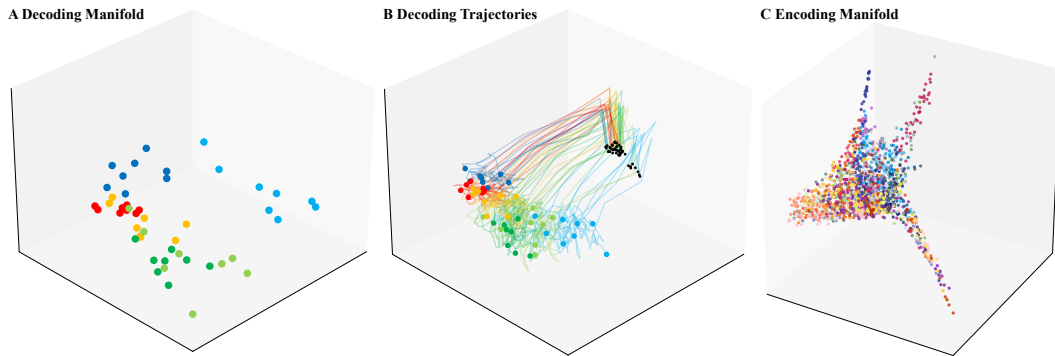 A Decoding Manifold
B Decoding Trajectories
C Encoding Manifold